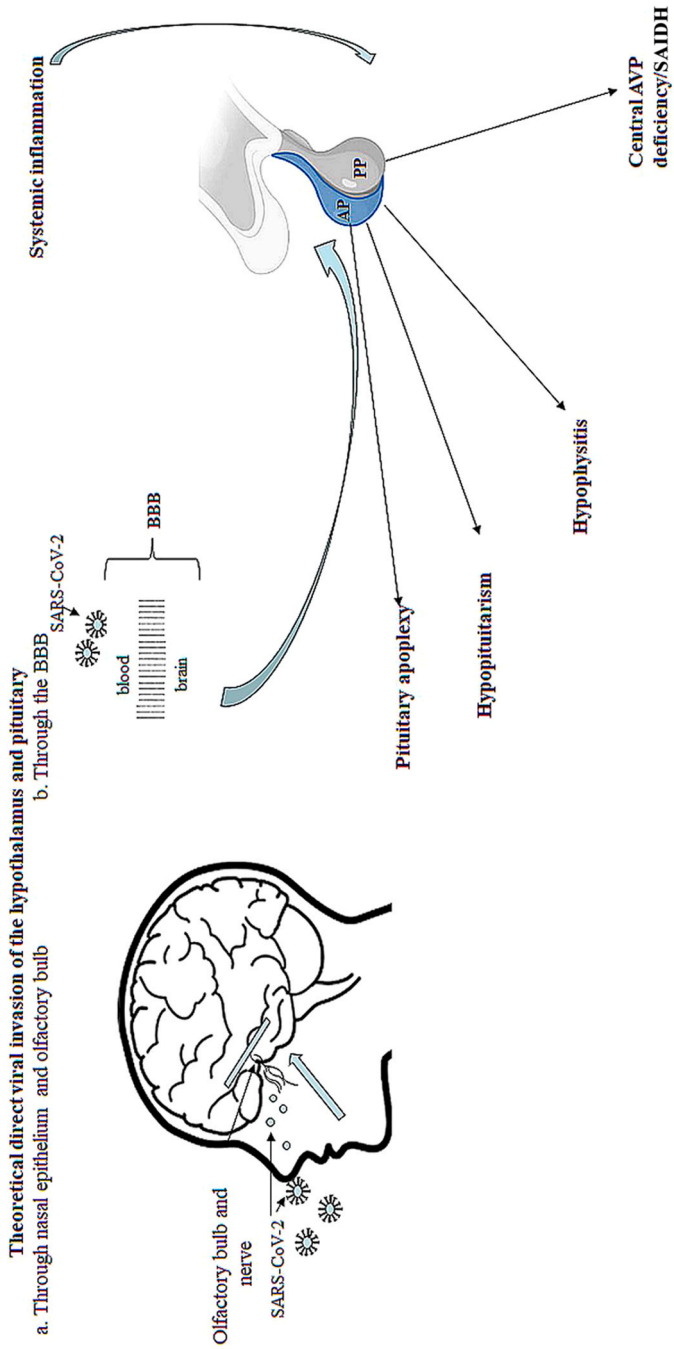 Theoretical direct viral invasion of the hypothalamus and pituitary
a. Through nasal epithelium and olfactory bulb
b. Through the BBB
Systemic inflammation
SARS-CoV-2
blood
brain
BBB
AP
PP
Olfactory bulb and
nerve
SARS-CoV-2
Pituitary apoplexy
Hypopituitarism
Hypophysitis
Central AVP
deficiency/SAIDH